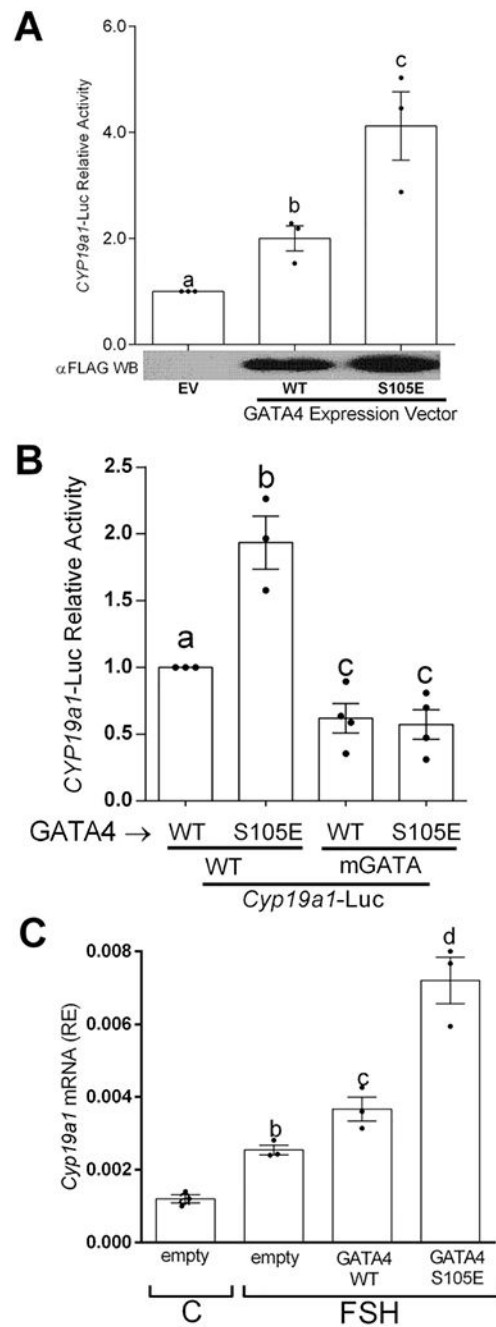 A
CYP19a1-Luc Relative Activity
6.0
4.0
2.0
0.0
a
b
c
αFLAG WB
EV WT S105E
GATA4 Expression Vector
B
CYP19a1-Luc Relative Activity
2.5
2.0
1.5
1.0
0.5
0.0
a
b
c
c
GATA4 → WT S105E WT S105E
WT mGATA
Cyp19a1-Luc
C
Cyp19a1 mRNA (RE)
0.008
0.006
0.004
0.002
0.000
a
b
c
d
empty empty GATA4 GATA4
WT S105E
C FSH